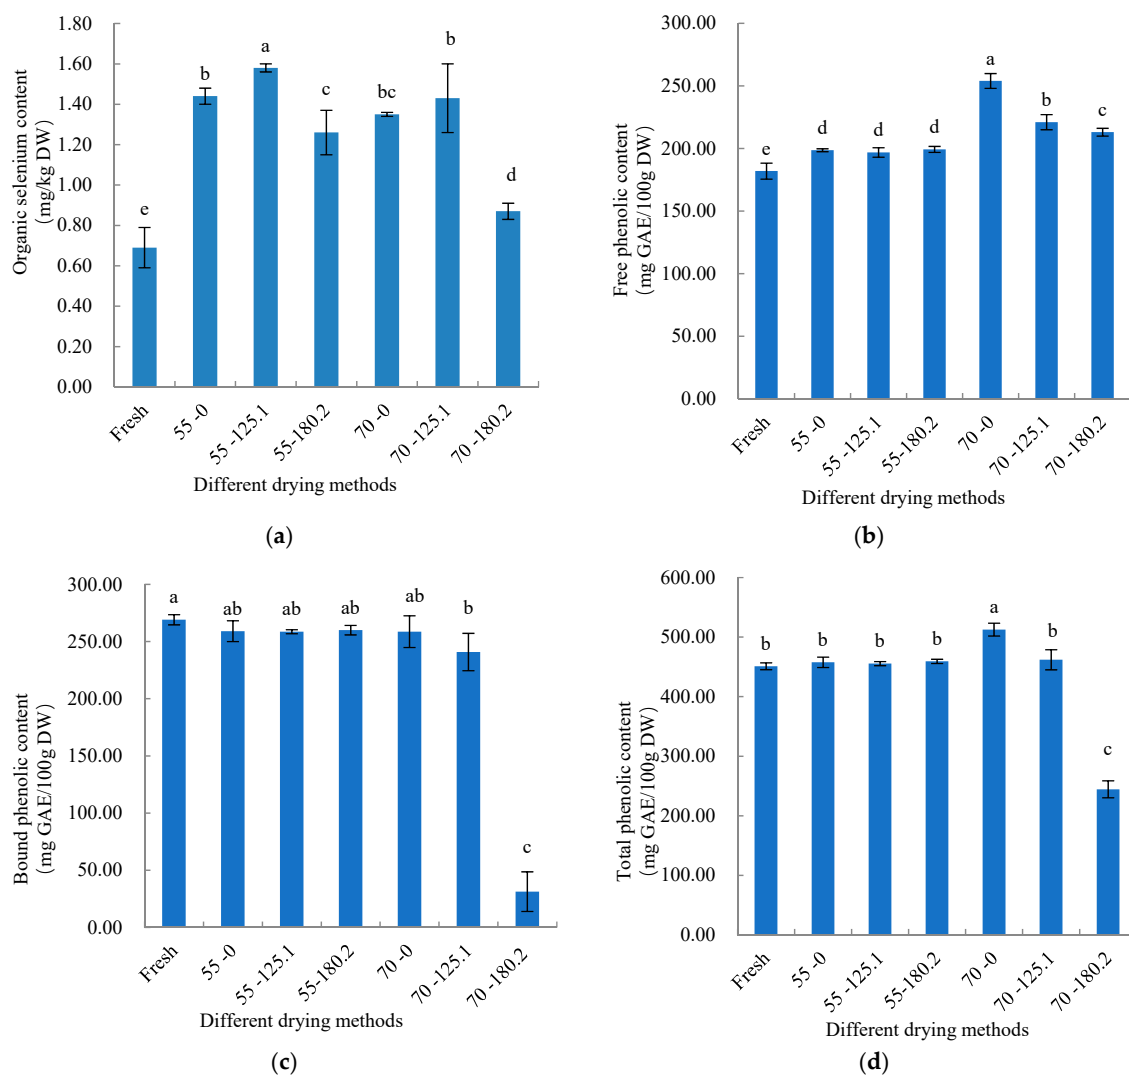 1.80
1.60
1.40
1.20
1.00
0.80
0.60
0.40
0.20
0.00
Organic selenium content
(mg/kg DW)
e
b
a
c
bc
b
d
Fresh
55 -0
55 -125.1
55-180.2
70 -0
70 -125.1
70 -180.2
Different drying methods
(a)
300.00
250.00
200.00
150.00
100.00
50.00
0.00
Free phenolic content
(mg GAE/100g DW)
e
d
d
d
a
b
c
Fresh
55 -0
55 -125.1
55-180.2
70 -0
70 -125.1
70 -180.2
Different drying methods
(b)
300.00
250.00
200.00
150.00
100.00
50.00
0.00
Bound phenolic content
(mg GAE/100g DW)
a
ab
ab
ab
ab
b
c
Fresh
55 -0
55 -125.1
55-180.2
70 -0
70 -125.1
70 -180.2
Different drying methods
(c)
600.00
500.00
400.00
300.00
200.00
100.00
0.00
Total phenolic content
(mg GAE/100g DW)
b
b
b
b
a
b
c
Fresh
55 -0
55 -125.1
55-180.2
70 -0
70 -125.1
70 -180.2
Different drying methods
(d)